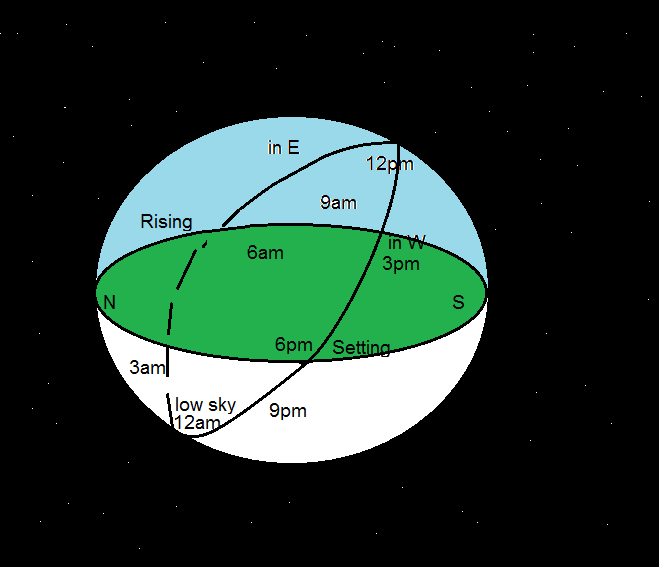 in E
12pm
9am
Rising
in W
6am
3pm
N
S
6pm
Setting
3am
low sky
12am
9pm